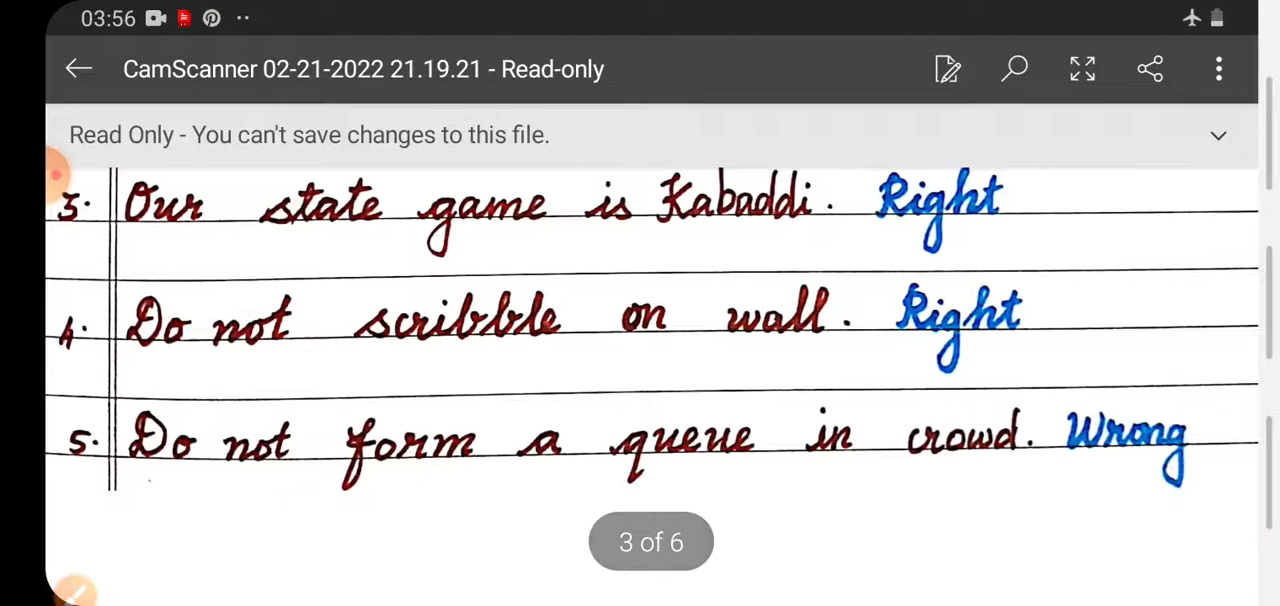 03:56
CamScanner 02-21-2022 21.19.21 - Read-only
Read Only - You can't save changes to this file.
3. Our state game is Kabaddi. Right
4. Do not scribble on wall. Right
5. Do not form a queue in crowd. Wrong
3 of 6